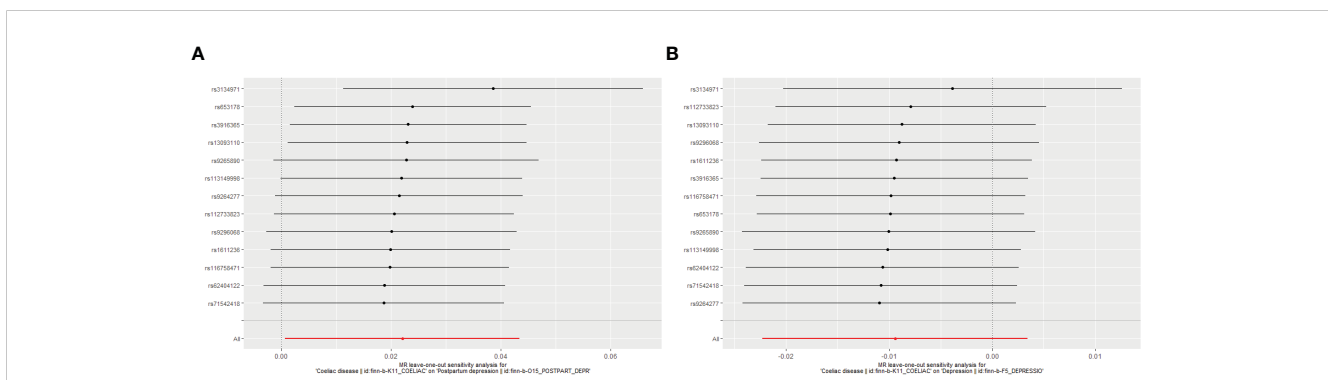 A
rs3134971
rs653178
rs3916365
rs13093110
rs9265890
rs113149998
rs9264277
rs112733823
rs9296068
rs1611236
rs116758471
rs62404122
rs71542418
All
0.00 0.02 0.04 0.06
MR leave-one-out sensitivity analysis for
'Coeliac disease || id:finn-b-K11_COELIAC' on 'Postpartum depression || id:finn-b-O15_POSTPART_DEPR'
B
rs3134971
rs112733823
rs13093110
rs9296068
rs1611236
rs3916365
rs116758471
rs653178
rs9265890
rs113149998
rs62404122
rs71542418
rs9264277
All
-0.02 -0.01 0.00 0.01
MR leave-one-out sensitivity analysis for
'Coeliac disease || id:finn-b-K11_COELIAC' on 'Depression || id:finn-b-F5_DEPRESSIO'